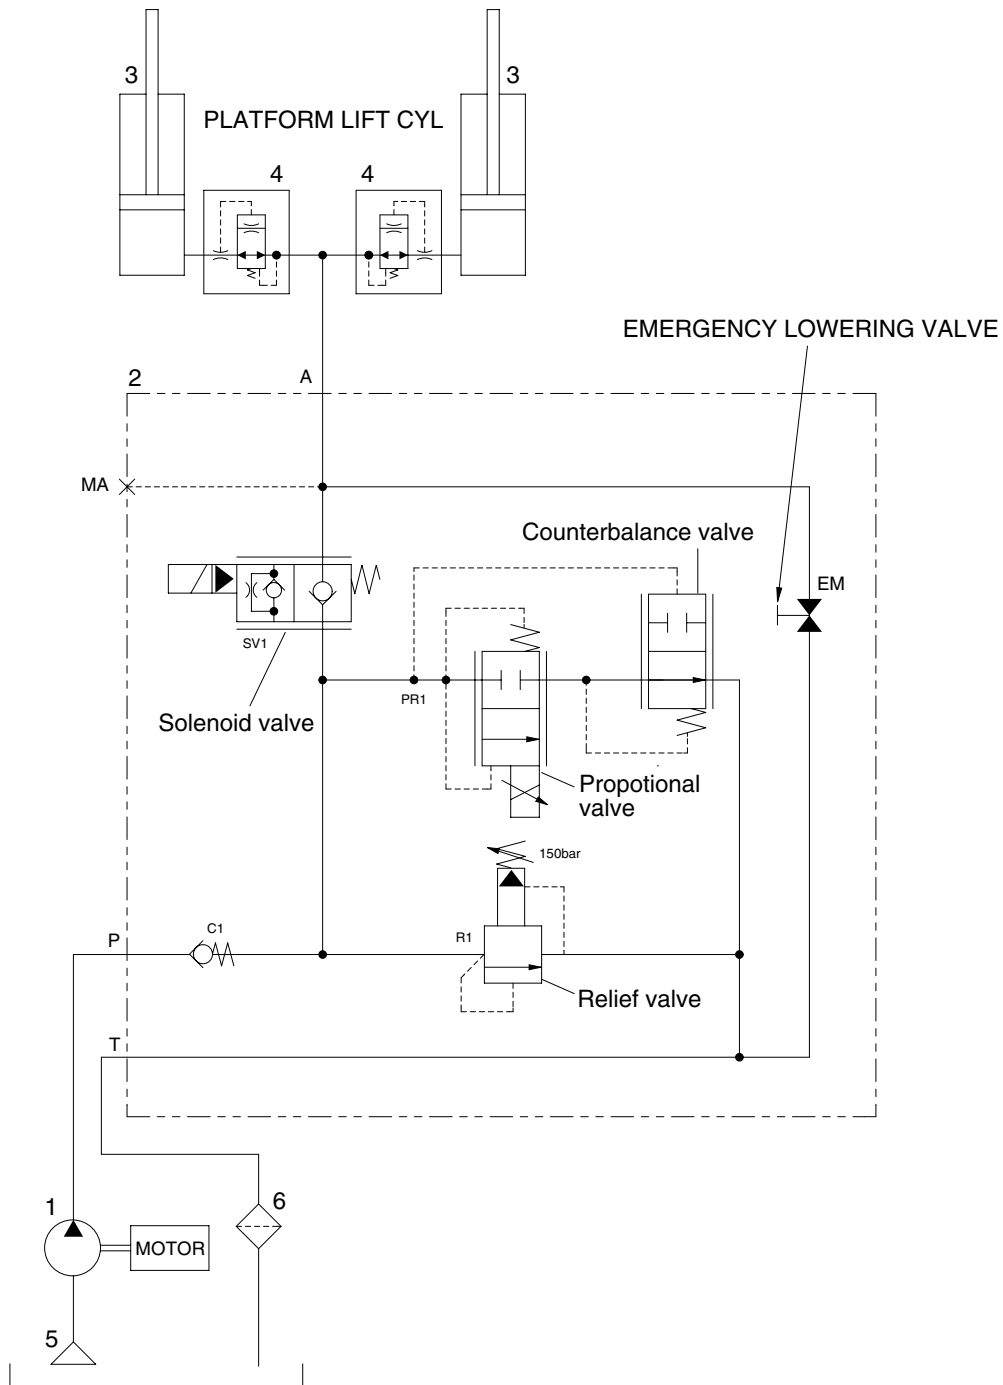 3
3
PLATFORM LIFT CYL
4
4
EMERGENCY LOWERING VALVE
2
A
MA
Counterbalance valve
EM
SV1
PR1
Solenoid valve
Propotional
valve
150bar
C1
R1
P
Relief valve
T
1
6
MOTOR
5